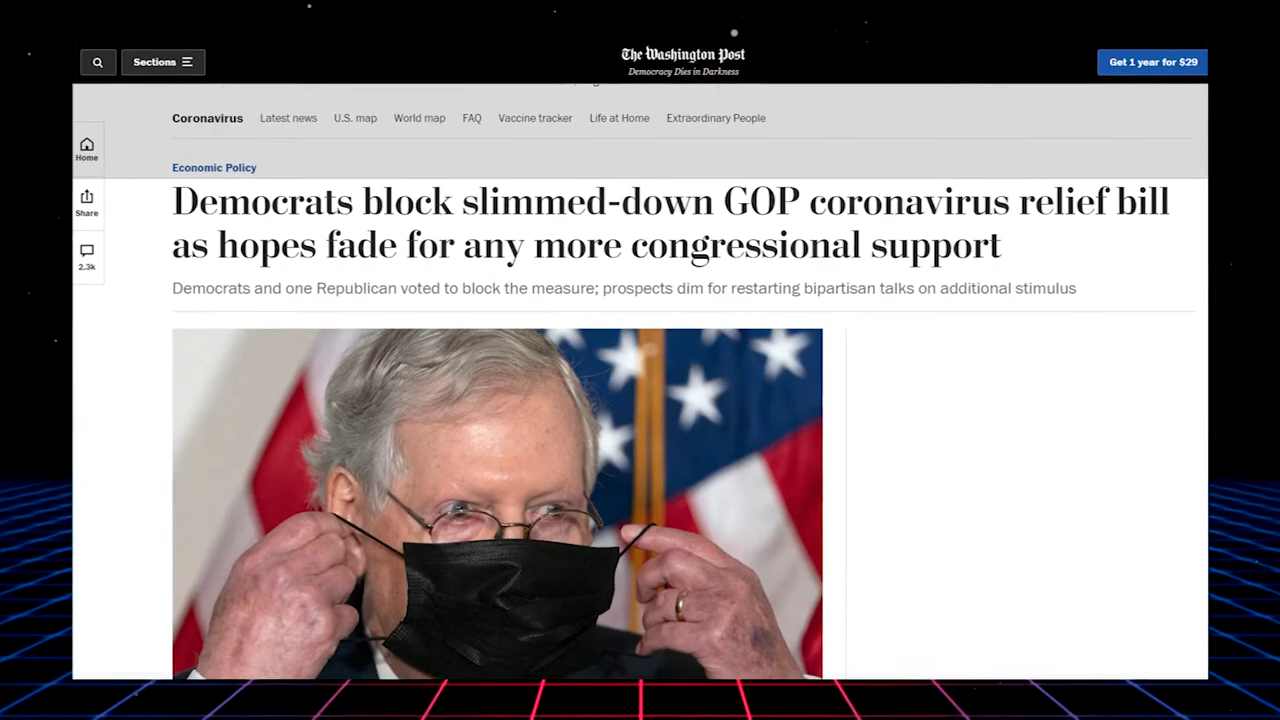 Sections
The Washington Post
Democracy Dies in Darkness
Get 1 year for $29
Coronavirus Latest news U.S. map World map FAQ Vaccine tracker Life at Home Extraordinary People
Home
Economic Policy
Share
2.3k
Democrats block slimmed-down GOP coronavirus relief bill
as hopes fade for any more congressional support
Democrats and one Republican voted to block the measure; prospects dim for restarting bipartisan talks on additional stimulus